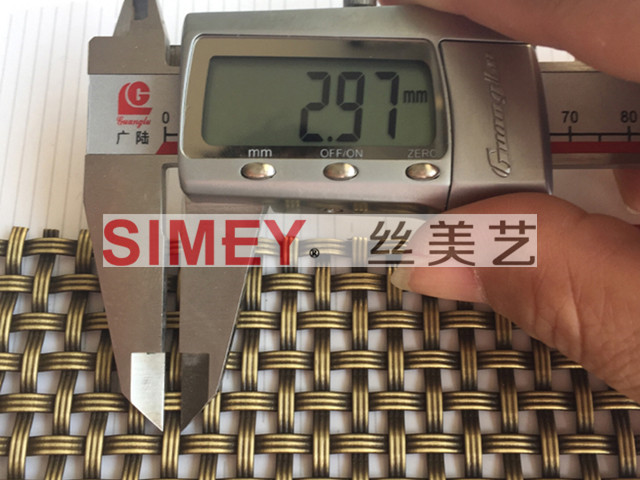 2.97 mm
mm OFF/ON ZERO
Guanglu
广陆
0 70 80
Guanglu
SIMEY® 丝美艺